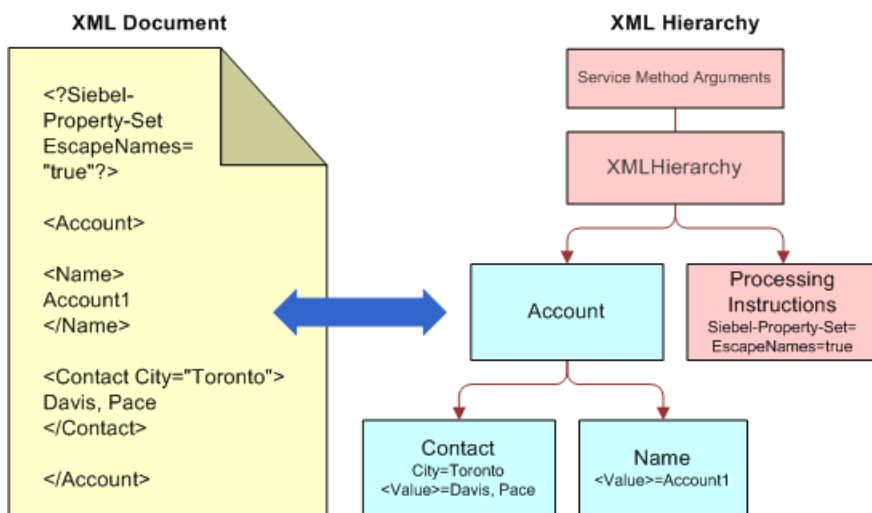 XML Document
<?Siebel-
Property-Set
EscapeNames=
"true"?>
<Account>
<Name>
Account1
</Name>
<Contact City="Toronto">
Davis, Pace
</Contact>
</Account>
XML Hierarchy
Service Method Arguments
XMLHierarchy
Account
Processing
Instructions
Siebel-Property-Set=
EscapeNames=true
Contact
City=Toronto
<Value>=Davis, Pace
Name
<Value>=Account1